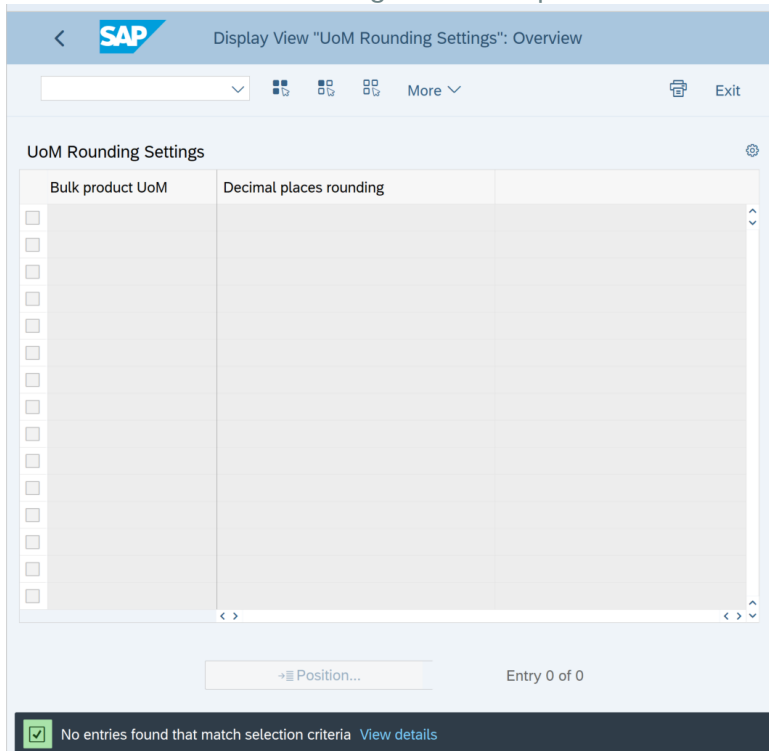 SAP Display View "UoM Rounding Settings": Overview
More Exit
UoM Rounding Settings
Bulk product UoM Decimal places rounding
Position... Entry 0 of 0
No entries found that match selection criteria View details